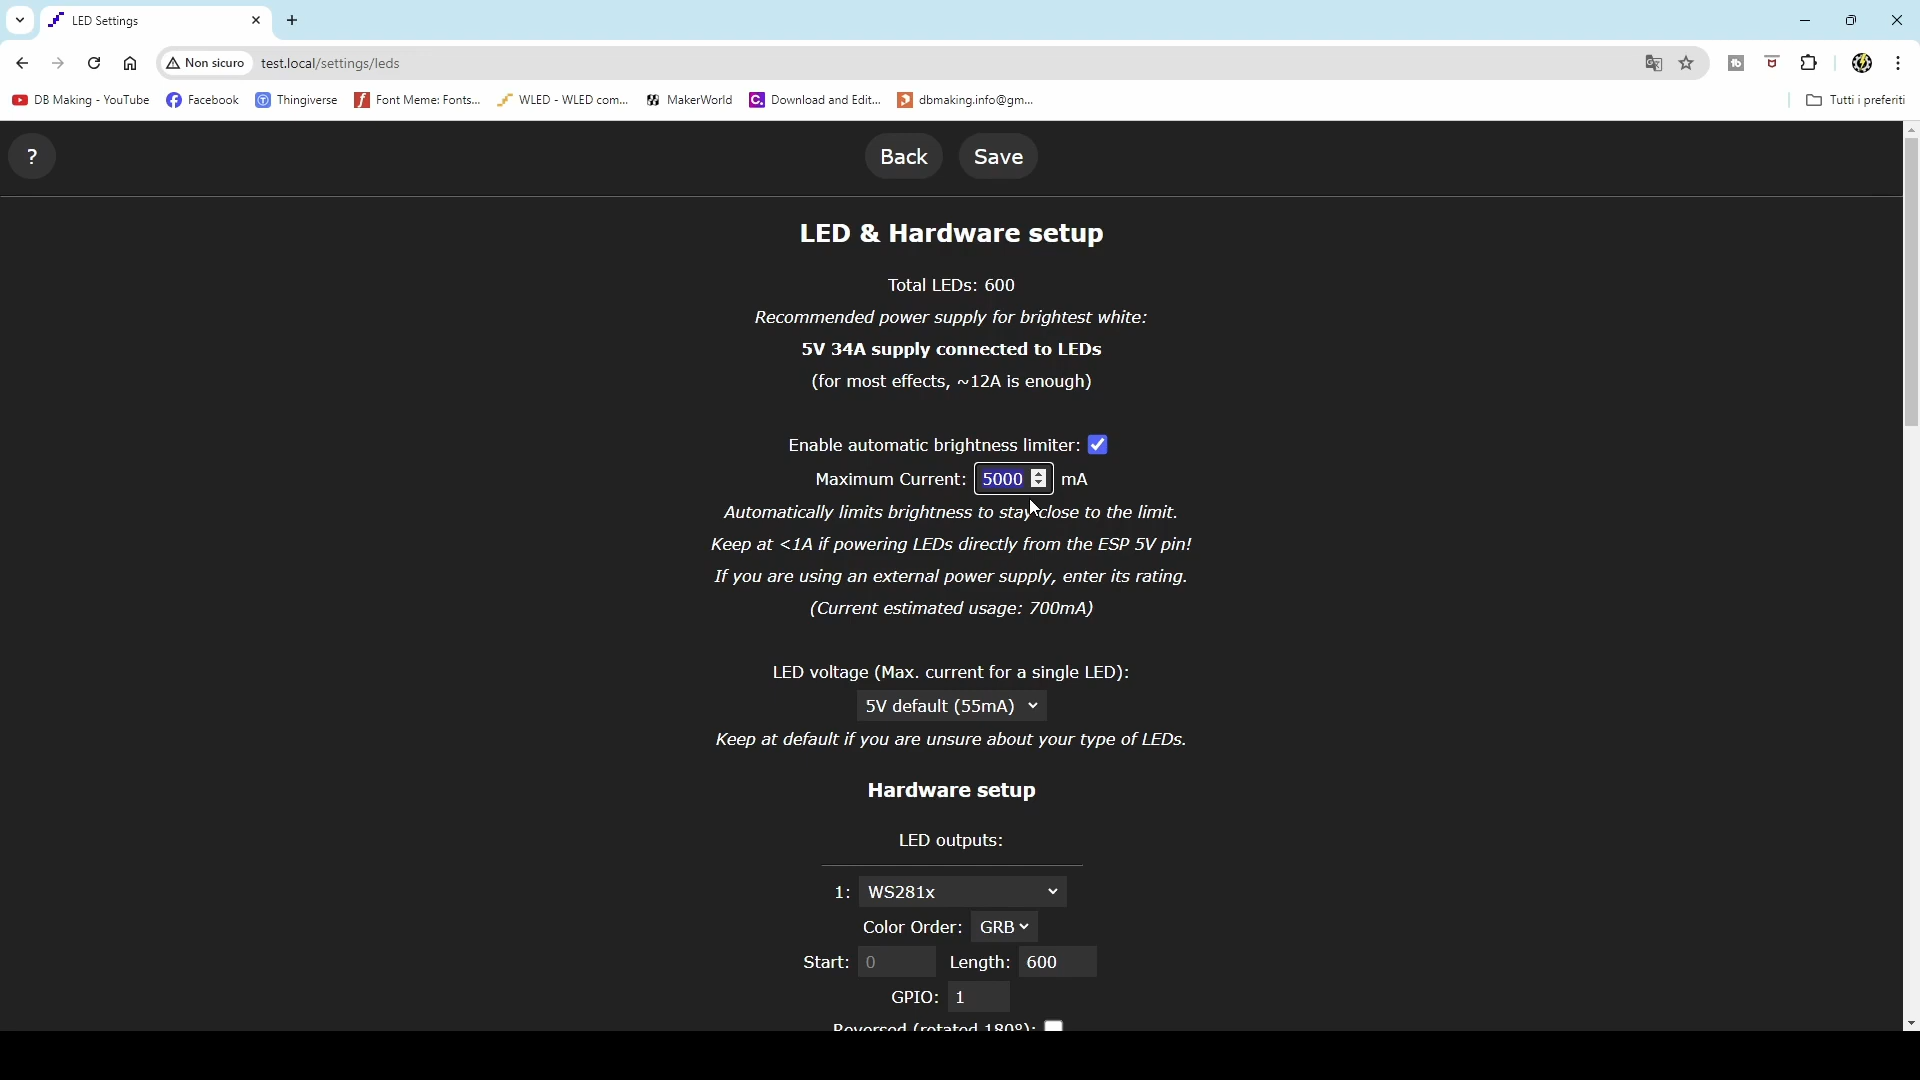 LED Settings
Non sicuro test.local/settings/leds
DB Making - YouTube Facebook Thingiverse Font Meme: Fonts... WLED - WLED com... MakerWorld Download and Edit... dbmaking.info@gm... Tutti i preferiti
? Back Save
LED & Hardware setup
Total LEDs: 600
Recommended power supply for brightest white:
5V 34A supply connected to LEDs
(for most effects, ~12A is enough)
Enable automatic brightness limiter:
Maximum Current: 5000 mA
Automatically limits brightness to stay close to the limit.
Keep at <1A if powering LEDs directly from the ESP 5V pin!
If you are using an external power supply, enter its rating.
(Current estimated usage: 700mA)
LED voltage (Max. current for a single LED):
5V default (55mA)
Keep at default if you are unsure about your type of LEDs.
Hardware setup
LED outputs:
1: WS281x
Color Order: GRB
Start: 0 Length: 600
GPIO: 1
Reversed (rotated 180°):